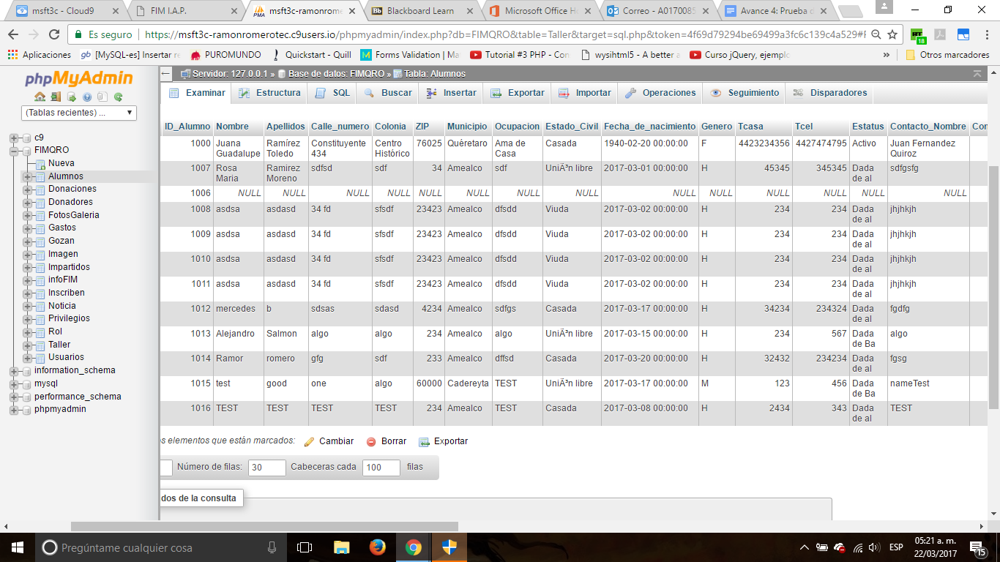 msft3c - Cloud9
FIM I.A.P.
msft3c-ramonrome
Blackboard Learn
Microsoft Office H
Correo - A0170085
Avance 4: Prueba d
Es seguro
https://msft3c-ramonromerotec.c9users.io/phpmyadmin/index.php?db=FIMQRO&table=Taller&target=sql.php&token=4f69d79294be69499a3fc6c139c4a529#F
18
Aplicaciones
[MySQL-es] Insertar re
PUROMUNDO
Quickstart - Quill
Forms Validation | Ma
Tutorial #3 PHP - Con
wysihtml5 - A better a
Curso jQuery, ejemplo
»
Otros marcadores
phpMyAdmin
(Tablas recientes) ...
c9
FIMQRO
Nueva
Alumnos
Donaciones
Donadores
FotosGaleria
Gastos
Gozan
Imagen
Impartidos
infoFIM
Inscriben
Noticia
Privilegios
Rol
Taller
Usuarios
information_schema
mysql
performance_schema
phpmyadmin
Servidor: 127.0.0.1 » Base de datos: FIMQRO » Tabla: Alumnos
Examinar Estructura SQL Buscar Insertar Exportar Importar Operaciones Seguimiento Disparadores
ID_Alumno Nombre Apellidos Calle_numero Colonia ZIP Municipio Ocupacion Estado_Civil Fecha_de_nacimiento Genero Tcasa Tcel Estatus Contacto_Nombre Con
1000 Juana Ramírez Constituyente Centro 76025 Quéretaro Ama de Casada 1940-02-20 00:00:00 F 4423234356 4427474795 Activo Juan Fernandez
Guadalupe Toledo 434 Histórico Casa Quiroz
1007 Rosa Ramirez sdfsd sdf 34 Amealco sdf UniÃ³n libre 2017-03-01 00:00:00 H 45345 345345 Dada sdfgsfg
Maria Moreno de al
1006 NULL NULL NULL NULL NULL NULL NULL NULL NULL NULL NULL NULL NULL NULL
1008 asdsa asdasd 34 fd sfsdf 23423 Amealco dfsdd Viuda 2017-03-02 00:00:00 H 234 234 Dada jhjhkjh
de al
1009 asdsa asdasd 34 fd sfsdf 23423 Amealco dfsdd Viuda 2017-03-02 00:00:00 H 234 234 Dada jhjhkjh
de al
1010 asdsa asdasd 34 fd sfsdf 23423 Amealco dfsdd Viuda 2017-03-02 00:00:00 H 234 234 Dada jhjhkjh
de al
1011 asdsa asdasd 34 fd sfsdf 23423 Amealco dfsdd Viuda 2017-03-02 00:00:00 H 234 234 Dada jhjhkjh
de al
1012 mercedes b sdsas sdasd 4234 Amealco sdfgs Casada 2017-03-17 00:00:00 H 34234 234324 Dada fgdfg
de al
1013 Alejandro Salmon algo algo 234 Amealco algo UniÃ³n libre 2017-03-15 00:00:00 H 234 567 Dada algo
de Ba
1014 Ramor romero gfg sdf 233 Amealco dffsd Casada 2017-03-20 00:00:00 H 32432 234234 Dada fgsg
de al
1015 test good one algo 60000 Cadereyta TEST UniÃ³n libre 2017-03-17 00:00:00 M 123 456 Dada nameTest
de Ba
1016 TEST TEST TEST TEST 234 Amealco TEST Casada 2017-03-08 00:00:00 H 2434 343 Dada TEST
de al
s elementos que están marcados: Cambiar Borrar Exportar
Número de filas: 30 Cabeceras cada 100 filas
dos de la consulta
Pregúntame cualquier cosa
ESP
05:21 a. m.
22/03/2017
15